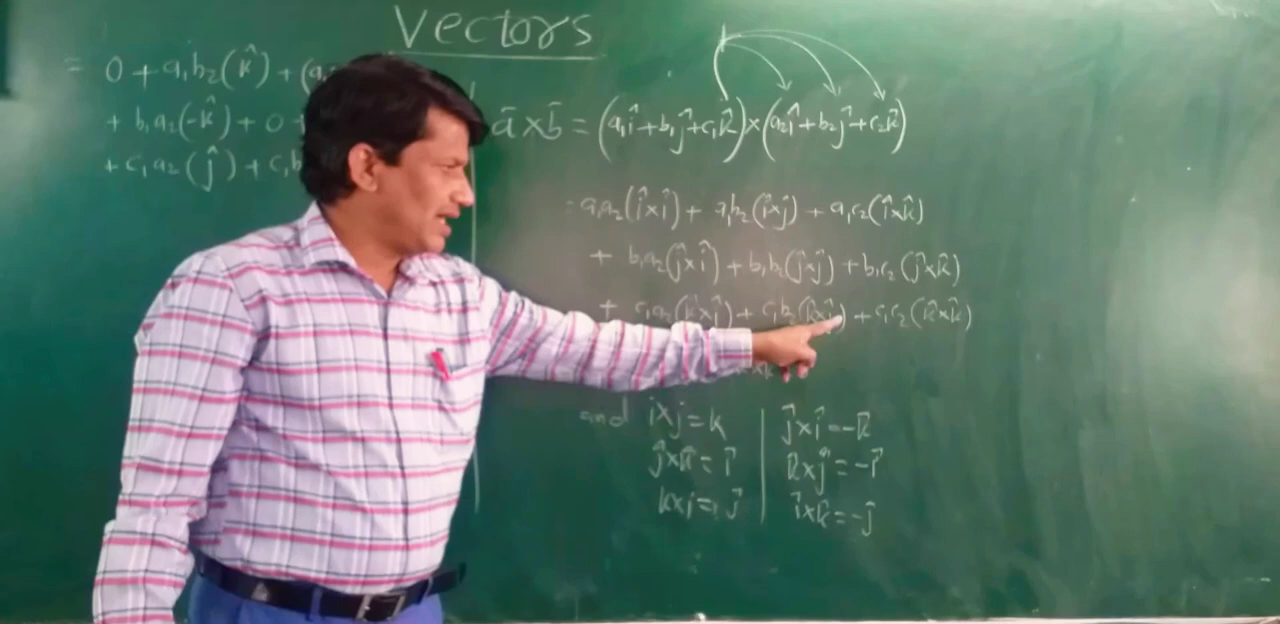 Vectors
= 0 + a₁b₂(k̂) + (a₁
+ b₁a₂(-k̂) + 0
+ c₁a₂(ĵ) + c₁b
ā×b̄ = (a₁î+b₁ĵ+c₁k̂)×(a₂î+b₂ĵ+c₂k̂)
= a₁a₂(î×î) + a₁b₂(î×ĵ) + a₁c₂(î×k̂)
+ b₁a₂(ĵ×î) + b₁b₂(ĵ×ĵ) + b₁c₂(ĵ×k̂)
+ c₁a₂(k̂×î) + c₁b₂(k̂×ĵ) + c₁c₂(k̂×k̂)
and i×j=k | ĵ×î=-k̂
ĵ×k̂=î | k̂×ĵ=-î
k×i=ĵ | î×k̂=-ĵ